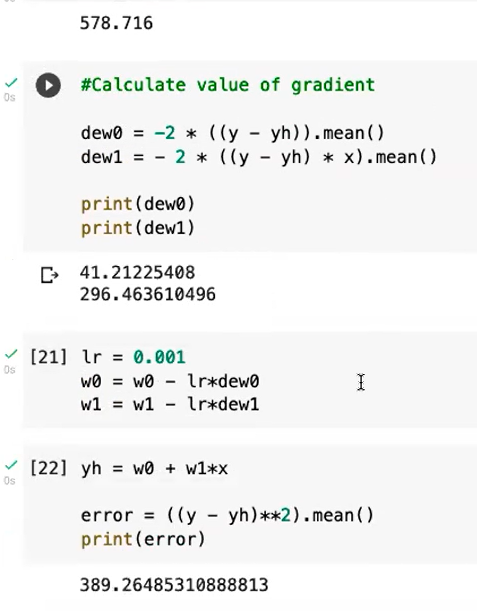 578.716
0s
#Calculate value of gradient
dew0 = -2 * ((y - yh)).mean()
dew1 = - 2 * ((y - yh) * x).mean()
print(dew0)
print(dew1)
41.21225408
296.463610496
0s
[21] lr = 0.001
w0 = w0 - lr*dew0
w1 = w1 - lr*dew1
0s
[22] yh = w0 + w1*x
error = ((y - yh)**2).mean()
print(error)
389.26485310888813